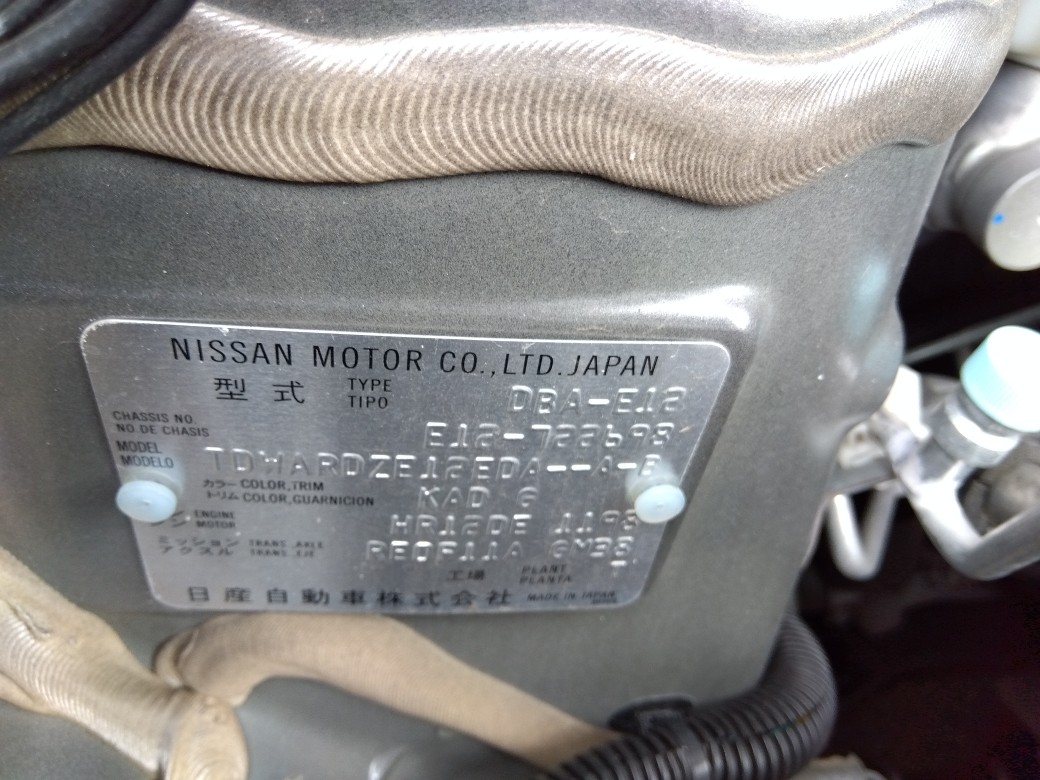 NISSAN MOTOR CO.,LTD.JAPAN
型式 TYPE TIPO DBA-E12
CHASSIS NO. NO DE CHASIS E12-722698
MODEL MODELO TDWARDZE12EDA--A-B
カラー COLOR,TRIM トリム COLOR,GUARNICION KAD G
ENGINE MOTOR HR12DE 1198
ミッション TRANS.,AXLE アクスル TRANS.,EJE RE0F11A
工場 PLANT PLANTA
日産自動車株式会社 MADE IN JAPAN